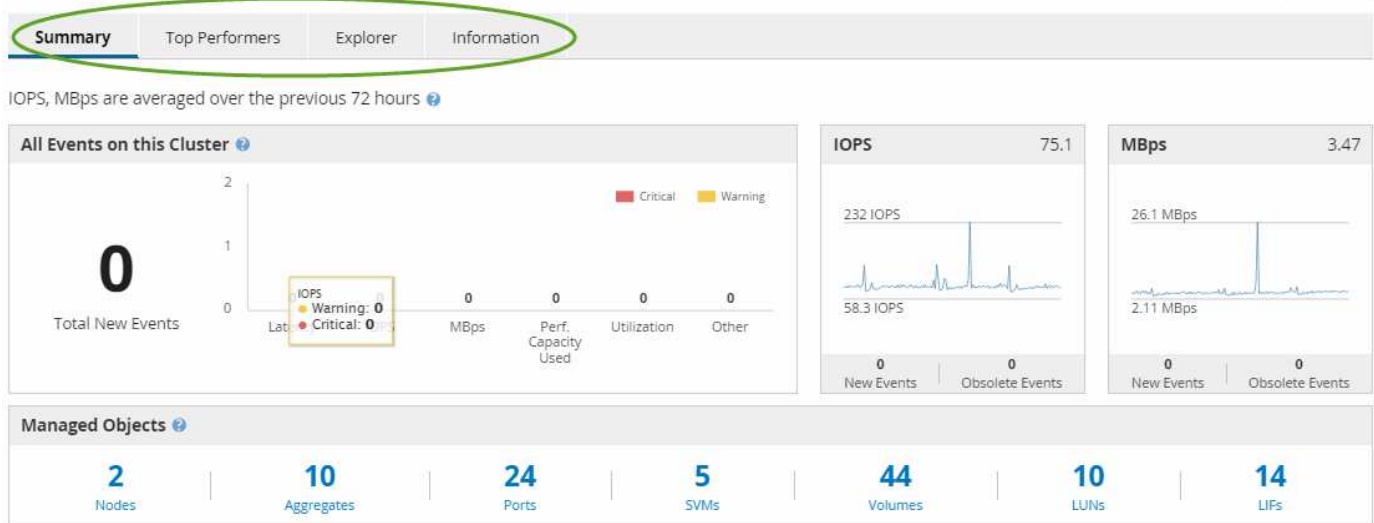 Summary Top Performers Explorer Information
IOPS, MBps are averaged over the previous 72 hours
All Events on this Cluster
2
1
0
Critical Warning
0
Total New Events
IOPS
Warning: 0
Critical: 0
0 0 0 0
MBps Perf. Capacity Used Utilization Other
IOPS 75.1
232 IOPS
58.3 IOPS
0 0
New Events Obsolete Events
MBps 3.47
26.1 MBps
2.11 MBps
0 0
New Events Obsolete Events
Managed Objects
2 10 24 5 44 10 14
Nodes Aggregates Ports SVMs Volumes LUNs LIFs